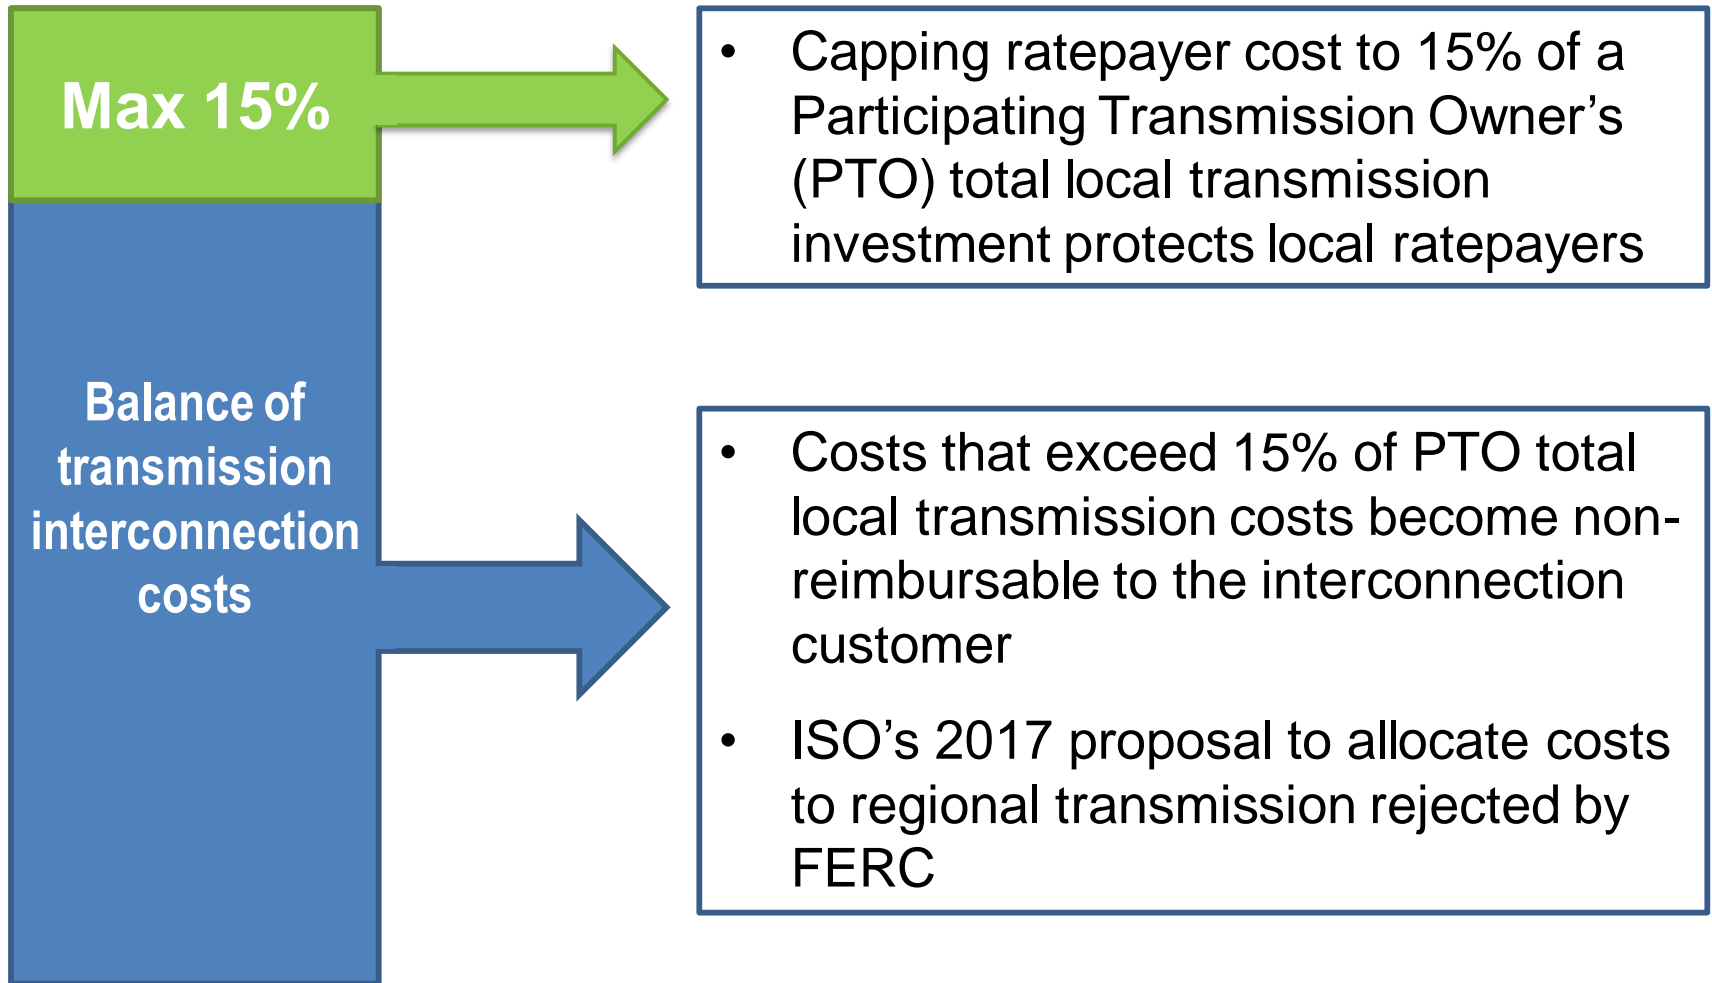 Max 15%
• Capping ratepayer cost to 15% of a
Participating Transmission Owner’s
(PTO) total local transmission
investment protects local ratepayers
Balance of
transmission
interconnection
costs
• Costs that exceed 15% of PTO total
local transmission costs become non-
reimbursable to the interconnection
customer
• ISO’s 2017 proposal to allocate costs
to regional transmission rejected by
FERC